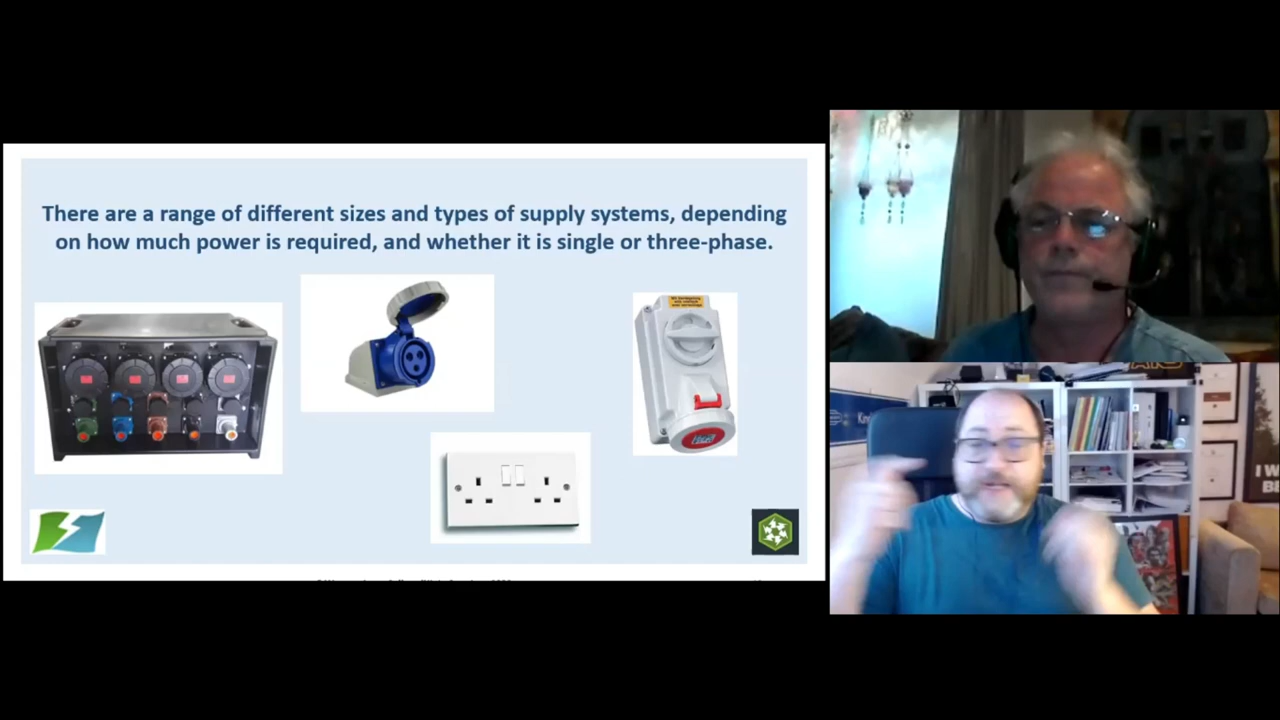 There are a range of different sizes and types of supply systems, depending
on how much power is required, and whether it is single or three-phase.
I W
BE